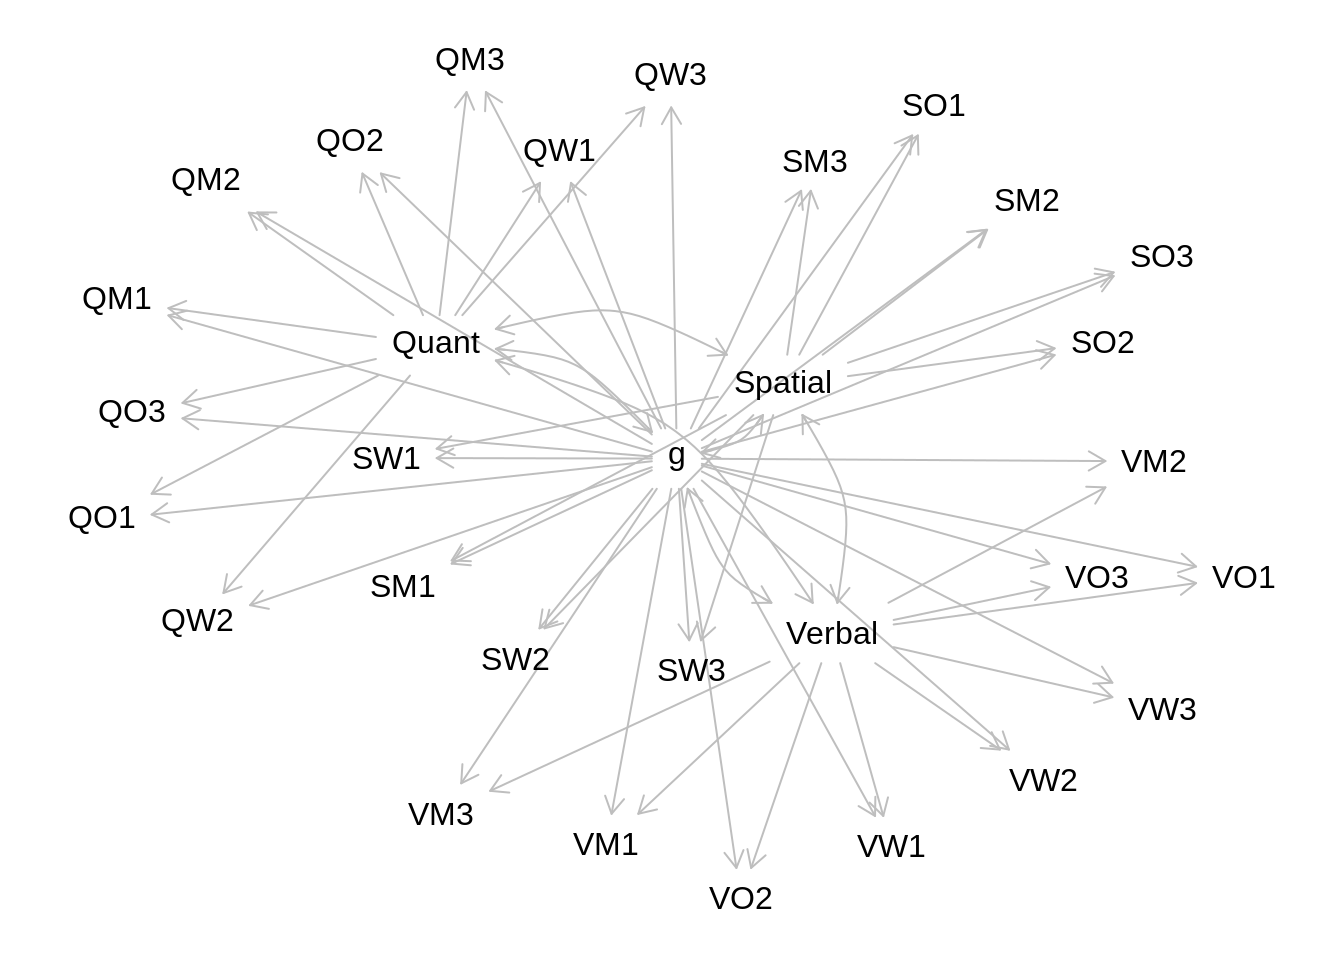 QM3
QW3
SO1
QO2
QW1
SM3
QM2
SM2
SO3
QM1
Quant
SO2
Spatial
QO3
SW1
g
VM2
QO1
SM1
VO3
VO1
QW2
Verbal
SW2
SW3
VW3
VW2
VM3
VM1
VW1
VO2